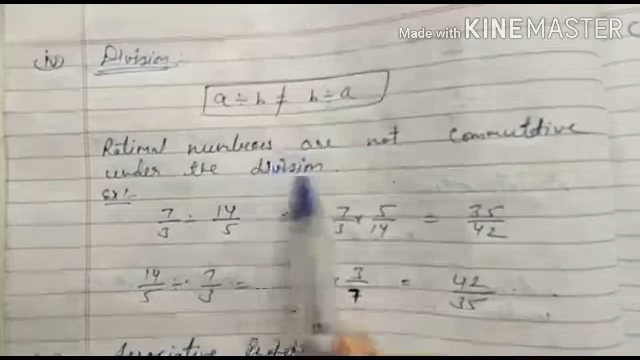 Made with KINEMASTER
(iv) Division:
a ÷ b ≠ b ÷ a
Rational numbers are not commutative
under the division.
Ex:
7/3 ÷ 14/5 = 7/3 × 5/14 = 35/42
14/5 ÷ 7/3 = × 3/7 = 42/35
Associative